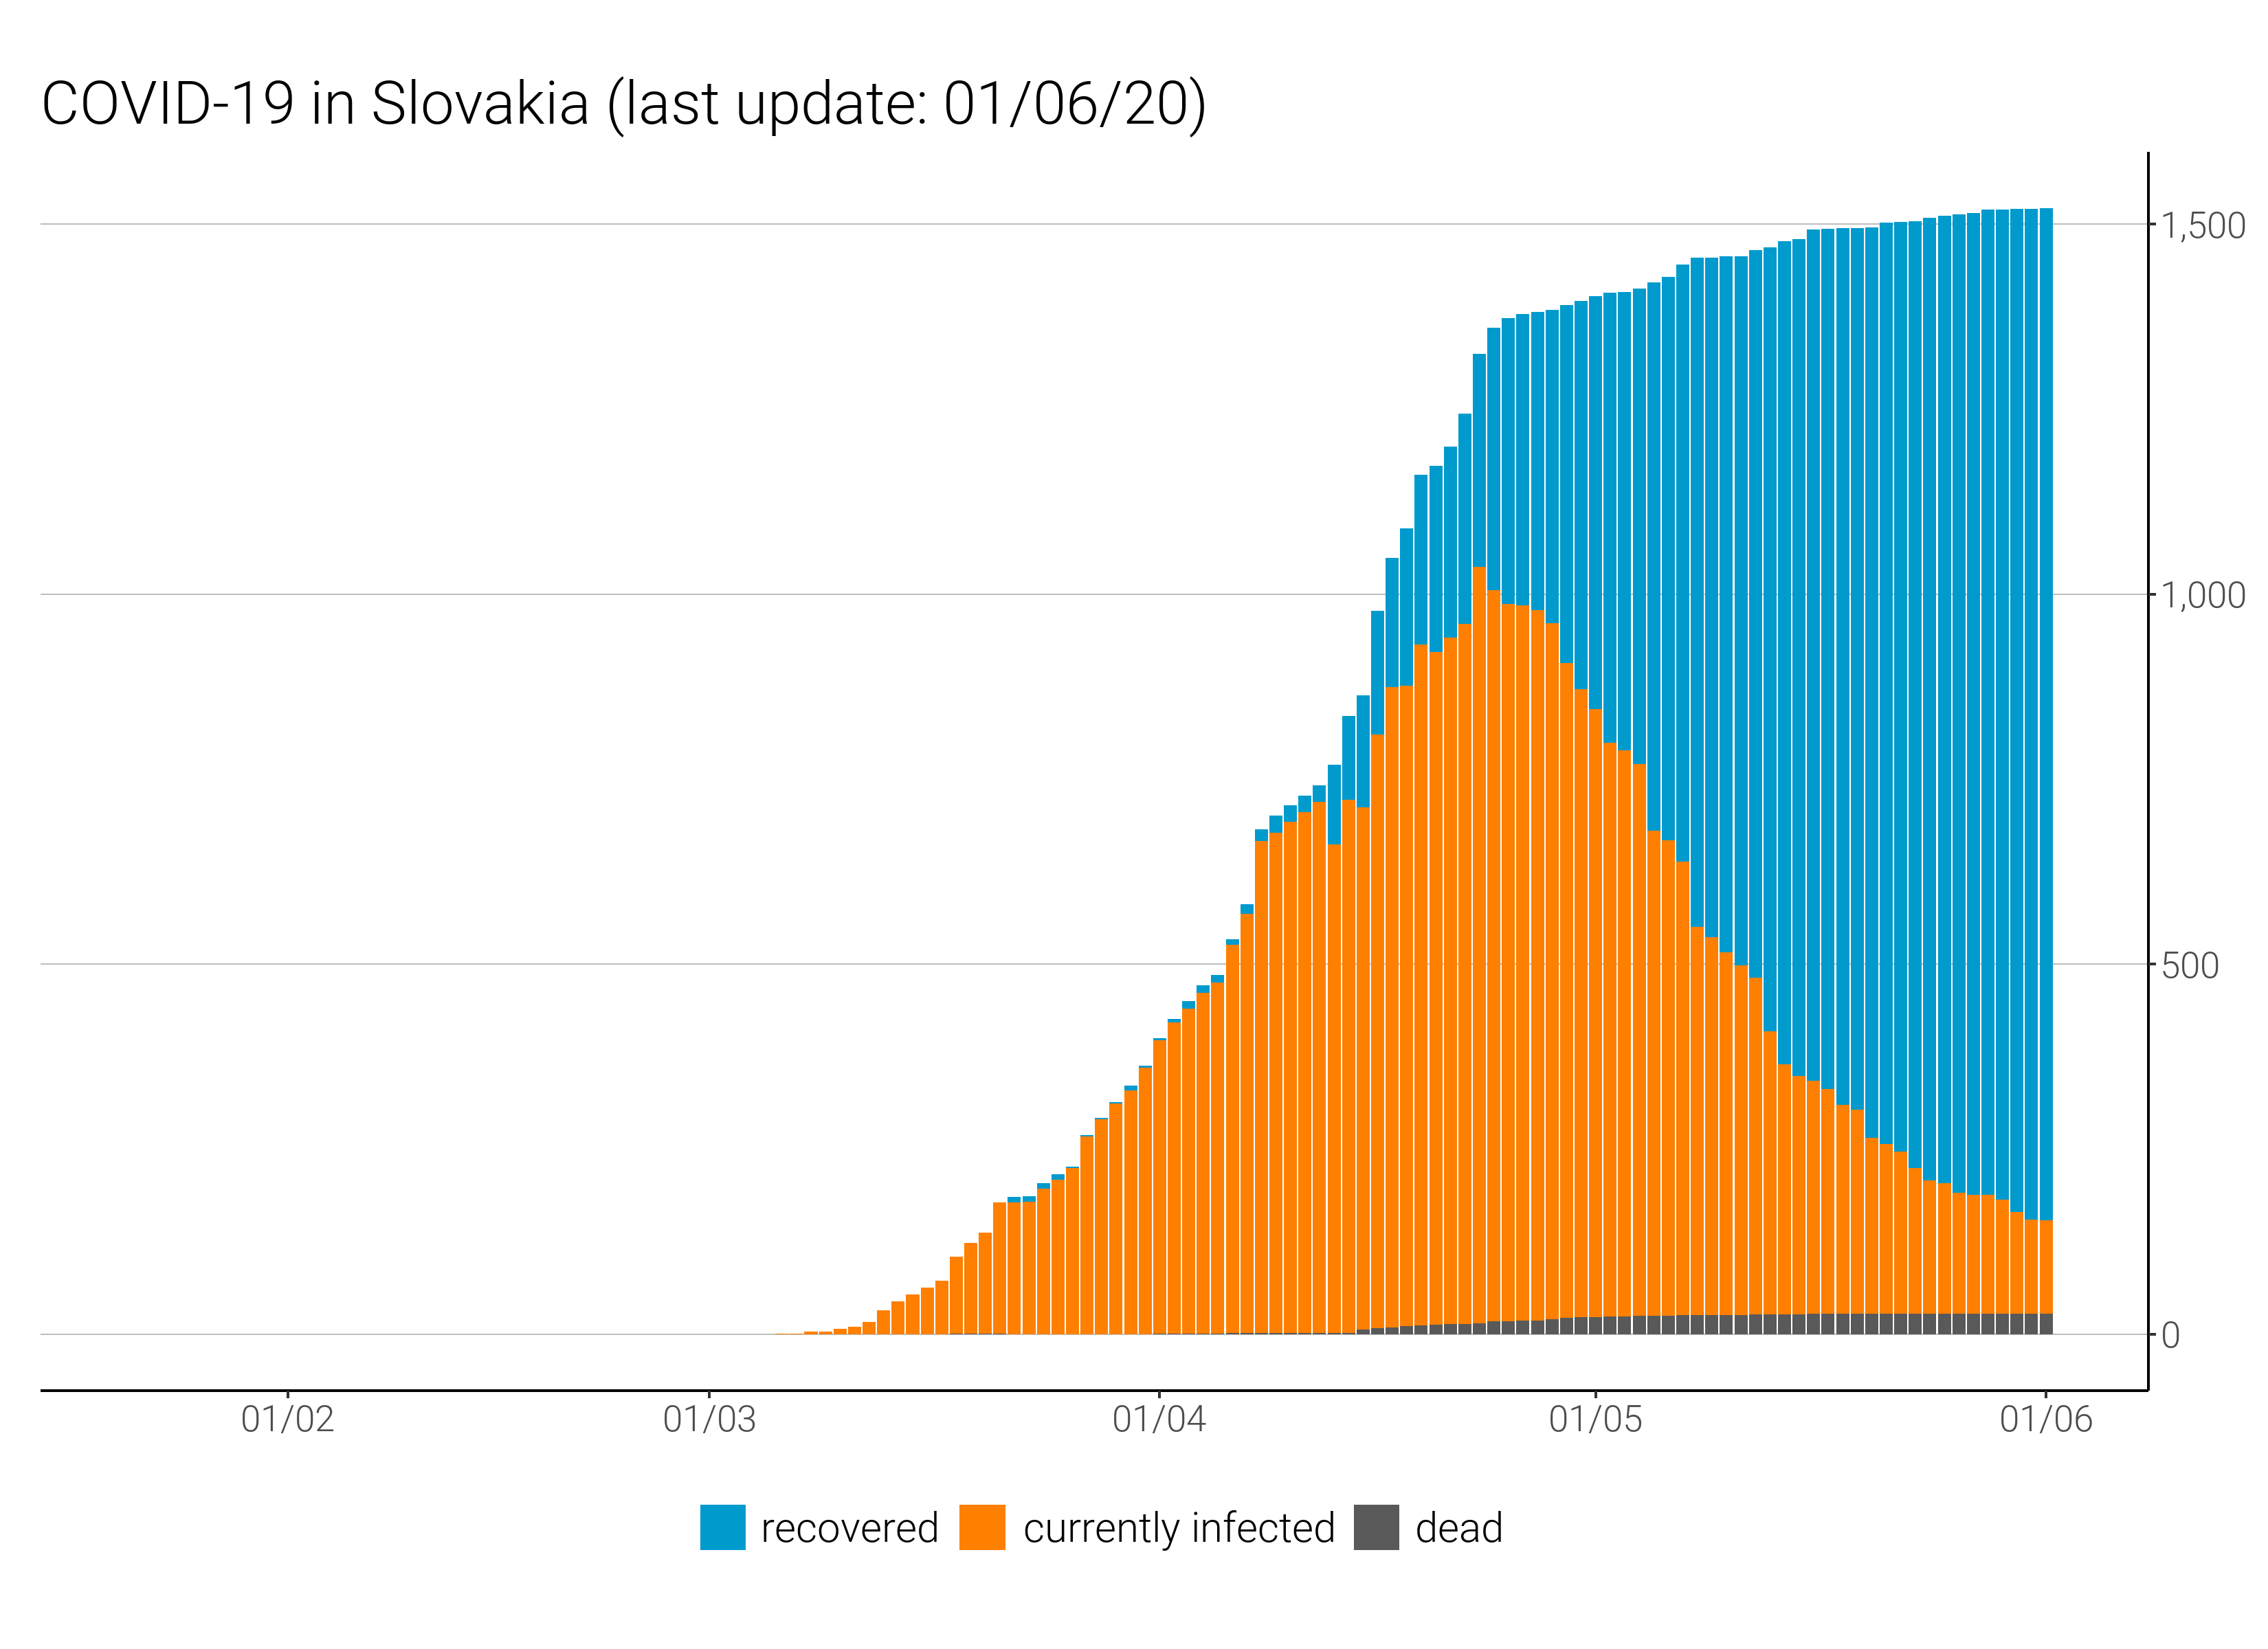 COVID-19 in Slovakia (last update: 01/06/20)
1,500
1,000
500
0
01/02 01/03 01/04 01/05 01/06
recovered currently infected dead